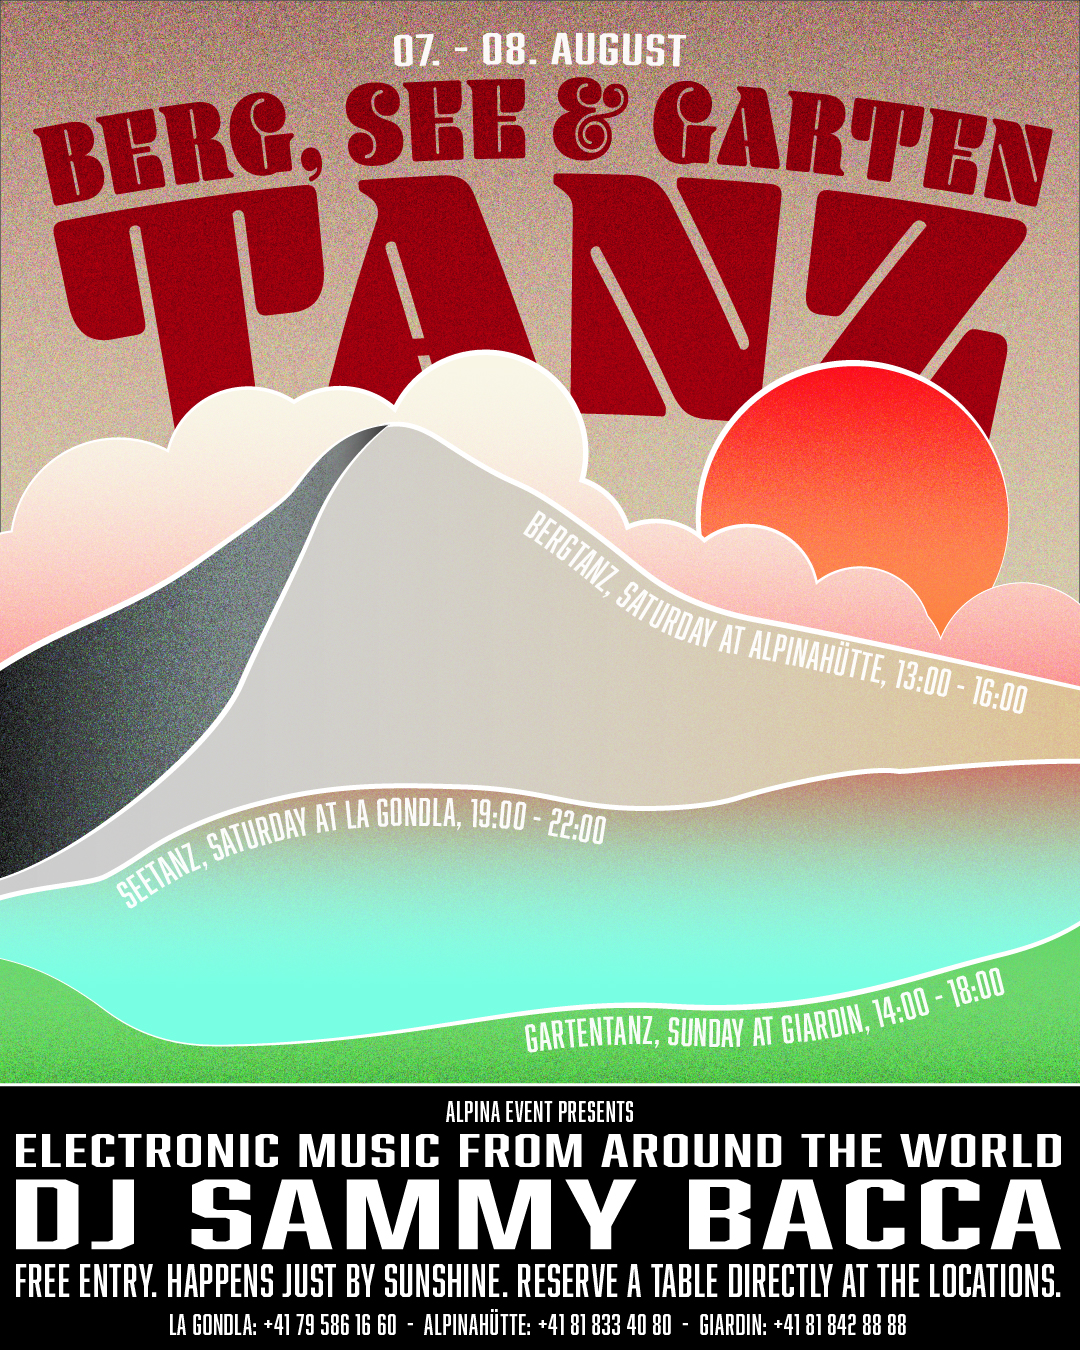 07. - 08. AUGUST
BERG, SEE & GARTEN
TANZ
BERGTANZ, SATURDAY AT ALPINAHÜTTE, 13:00 - 16:00
SEETANZ, SATURDAY AT LA GONDLA, 19:00 - 22:00
GARTENTANZ, SUNDAY AT GIARDIN, 14:00 - 18:00
ALPINA EVENT PRESENTS
ELECTRONIC MUSIC FROM AROUND THE WORLD
DJ SAMMY BACCA
FREE ENTRY. HAPPENS JUST BY SUNSHINE. RESERVE A TABLE DIRECTLY AT THE LOCATIONS.
LA GONDLA: +41 79 586 16 60 - ALPINAHÜTTE: +41 81 833 40 80 - GIARDIN: +41 81 842 88 88